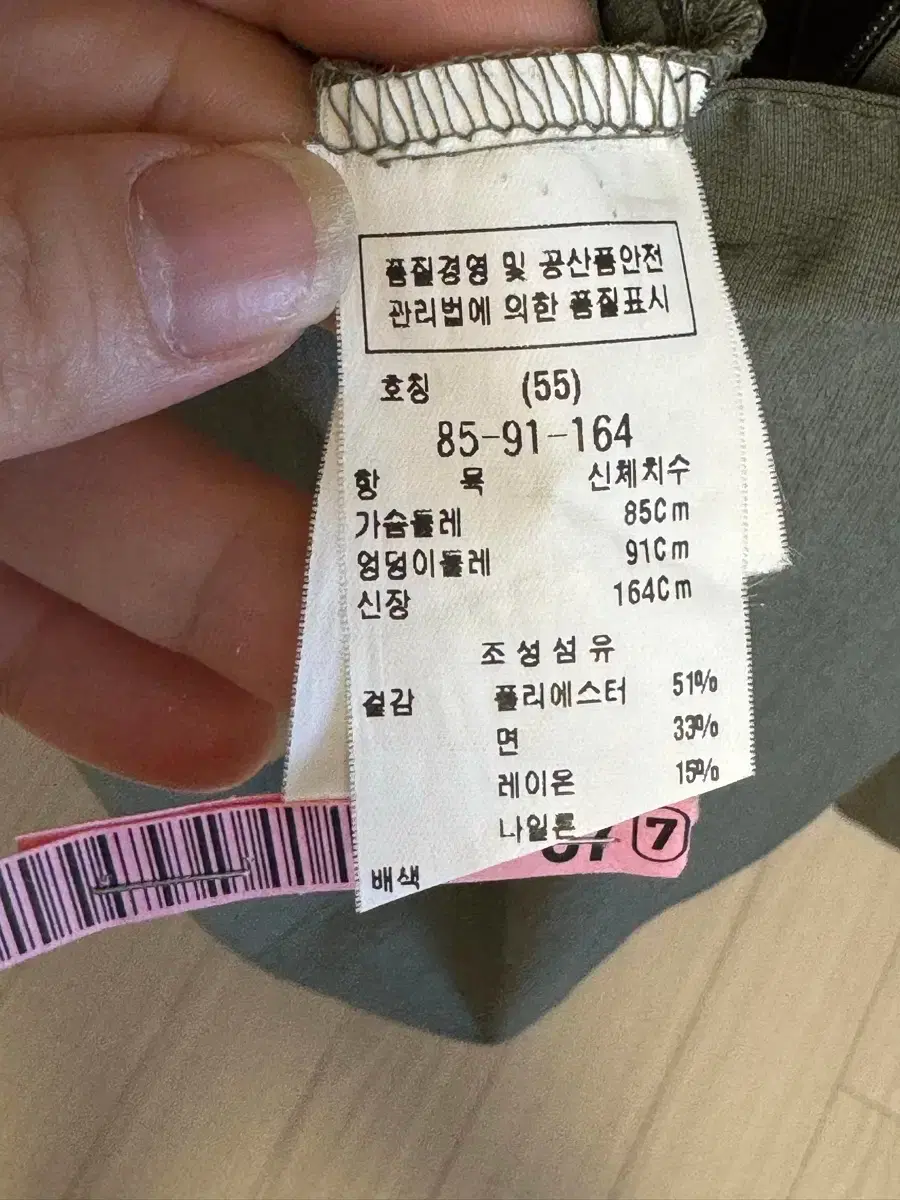 품질경영 및 공산품안전
관리법에 의한 품질표시
호칭 (55)
85-91-164
항 목 신체치수
가슴둘레 85Cm
엉덩이둘레 91Cm
신장 164Cm
조성섬유
겉감 폴리에스터 51%
면 33%
레이온 15%
나일론
배색
7